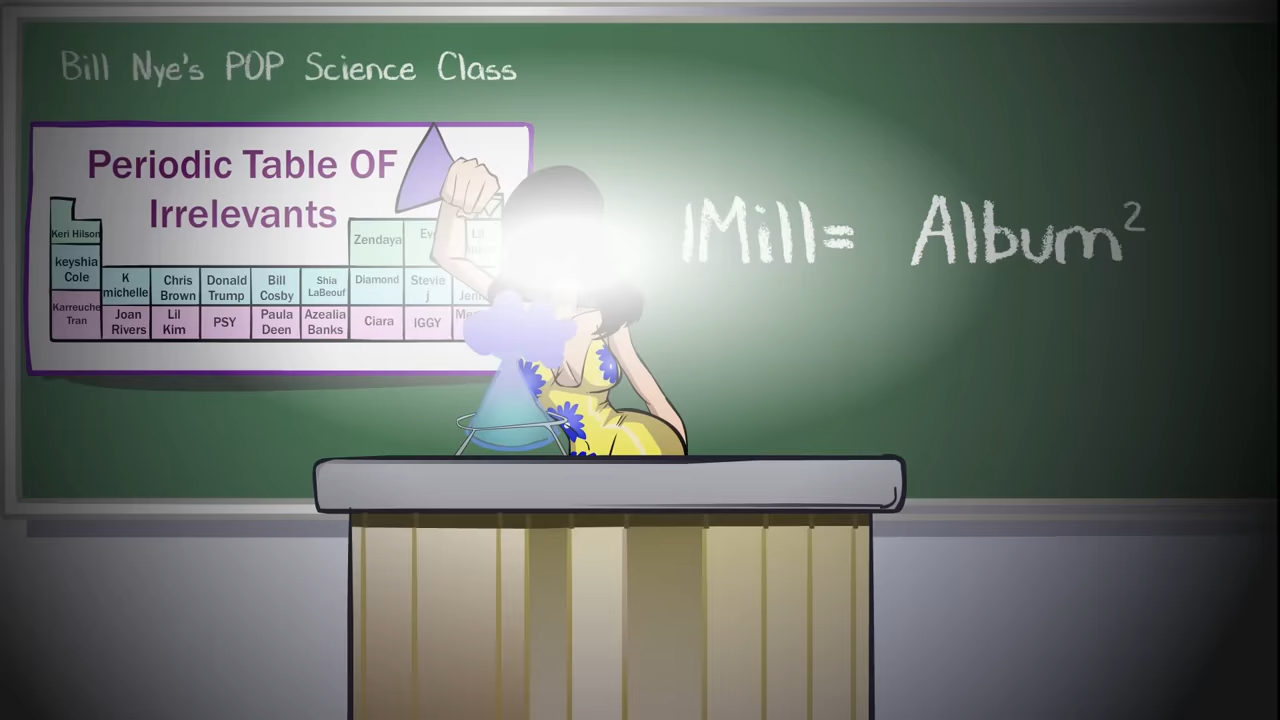 Bill Nye's POP Science Class
Periodic Table OF
Irrelevants
1Mill= Album²
Keri Hilson
Zendaya
keyshia
Cole
K
michelle
Chris
Brown
Donald
Trump
Bill
Cosby
Shia
LaBeouf
Diamond
Stevie
j
Karreuche
Tran
Joan
Rivers
Lil
Kim
PSY
Paula
Deen
Azealia
Banks
Ciara
IGGY